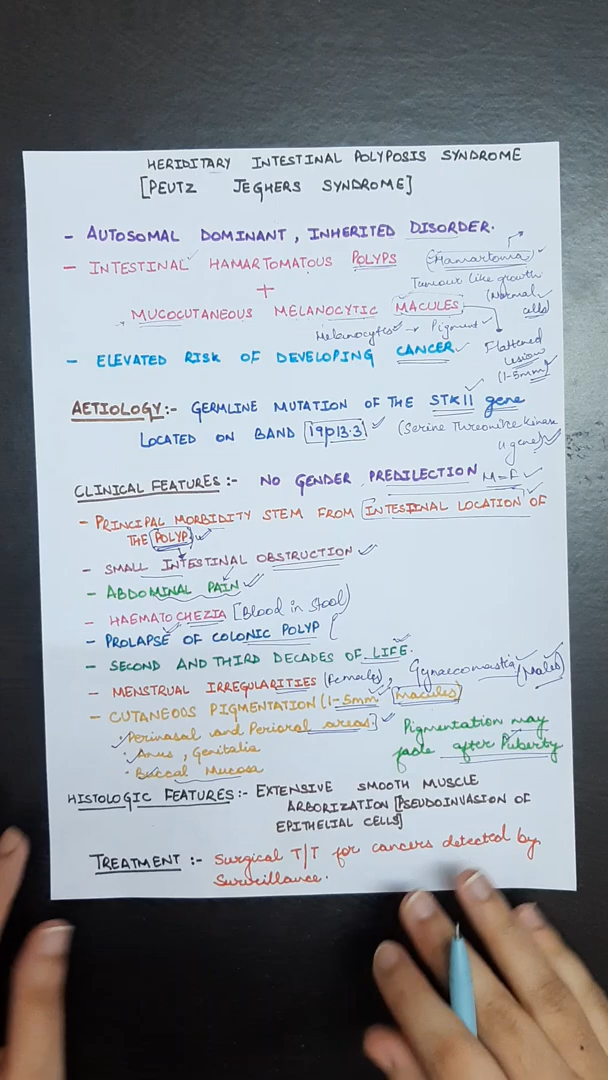 HERIDITARY INTESTINAL POLYPOSIS SYNDROME
[PEUTZ JEGHERS SYNDROME]
- AUTOSOMAL DOMINANT, INHERITED DISORDER.
- INTESTINAL HAMARTOMATOUS POLYPS (Hamartoma)
Tumour like growth
+
(Normal cells)
MUCOCUTANEOUS MELANOCYTIC MACULES
Melanocytes → Pigment
Flattened lesion
(1-5mm)
- ELEVATED RISK OF DEVELOPING CANCER
AETIOLOGY:- GERMLINE MUTATION OF THE STK11 gene
LOCATED ON BAND 19p13.3 (Serine Threonine Kinase
11 gene)
CLINICAL FEATURES:- NO GENDER PREDILECTION M=F
- PRINCIPAL MORBIDITY STEM FROM INTESTINAL LOCATION OF
THE POLYP
- SMALL INTESTINAL OBSTRUCTION
- ABDOMINAL PAIN
- HAEMATOCHEZIA [Blood in Stool)
- PROLAPSE OF COLONIC POLYP
- SECOND AND THIRD DECADES OF LIFE.
- MENSTRUAL IRREGULARITIES (Females), Gynaecomastia (Males)
- CUTANEOUS PIGMENTATION (1-5mm) Macules
· Perinasal and Perioral areas
· Anus, Genitalia
· Buccal Mucosa
Pigmentation may
fade after Puberty
HISTOLOGIC FEATURES:- EXTENSIVE SMOOTH MUSCLE
ARBORIZATION [PSEUDOINVASION OF
EPITHELIAL CELLS]
TREATMENT :- Surgical T/T for cancers detected by
Surveillance.